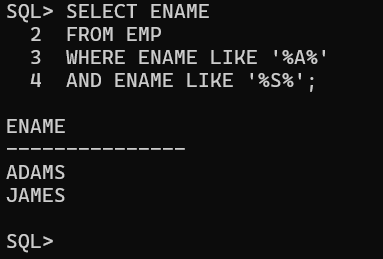 SQL> SELECT ENAME
  2  FROM EMP
  3  WHERE ENAME LIKE '%A%'
  4  AND ENAME LIKE '%S%';
ENAME
---------------
ADAMS
JAMES
SQL>